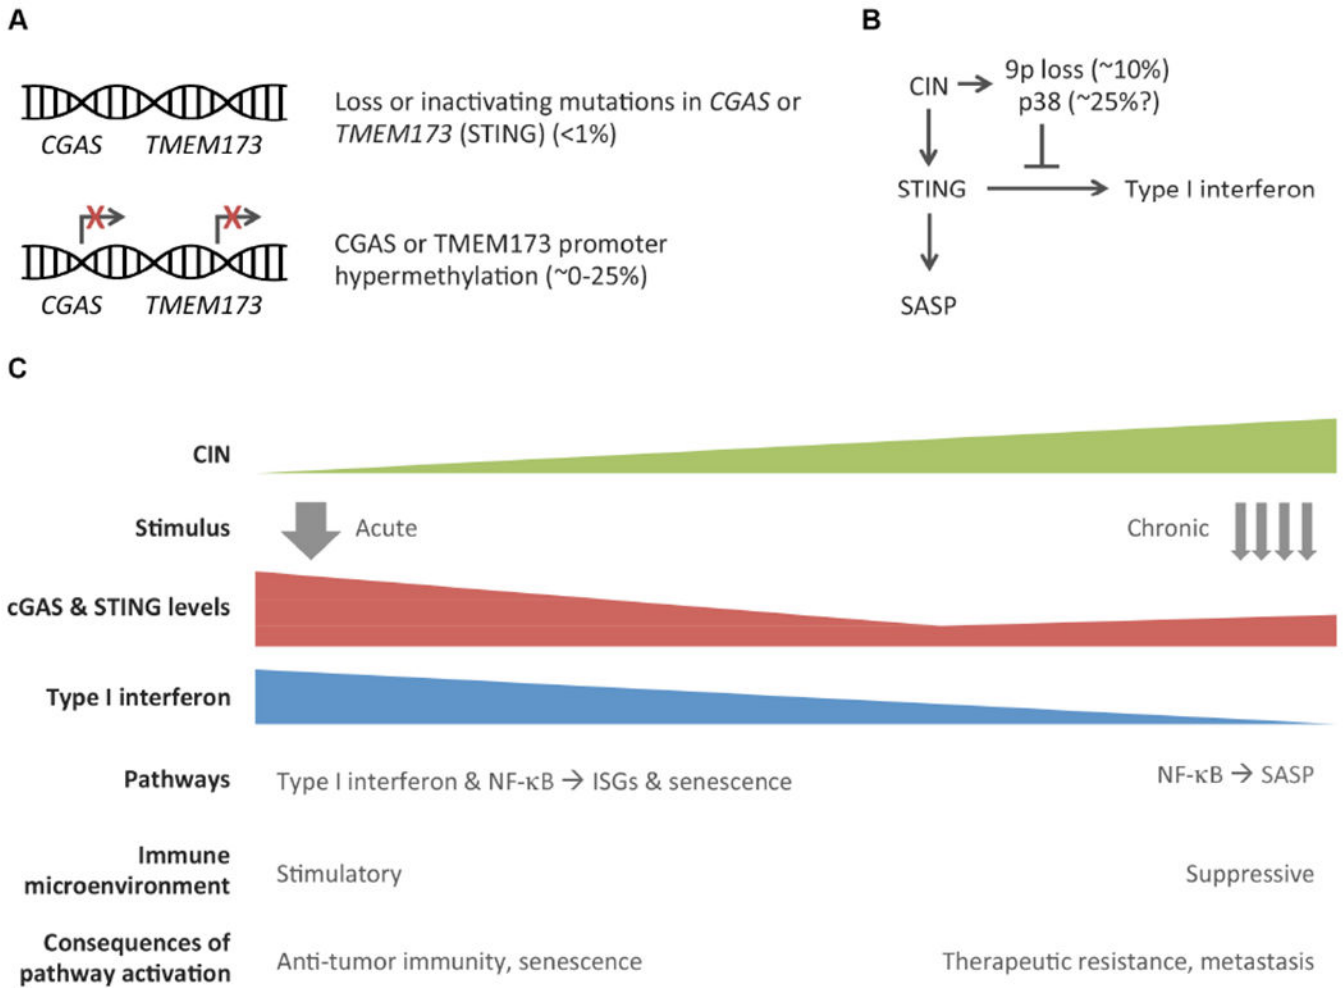 A
CGAS TMEM173
Loss or inactivating mutations in CGAS or
TMEM173 (STING) (<1%)
X X
CGAS TMEM173
CGAS or TMEM173 promoter
hypermethylation (~0-25%)
B
CIN → 9p loss (~10%)
p38 (~25%?)
STING → Type I interferon
SASP
C
CIN
Stimulus Acute Chronic
cGAS & STING levels
Type I interferon
Pathways Type I interferon & NF-κB → ISGs & senescence NF-κB → SASP
Immune
microenvironment
Stimulatory Suppressive
Consequences of
pathway activation
Anti-tumor immunity, senescence Therapeutic resistance, metastasis